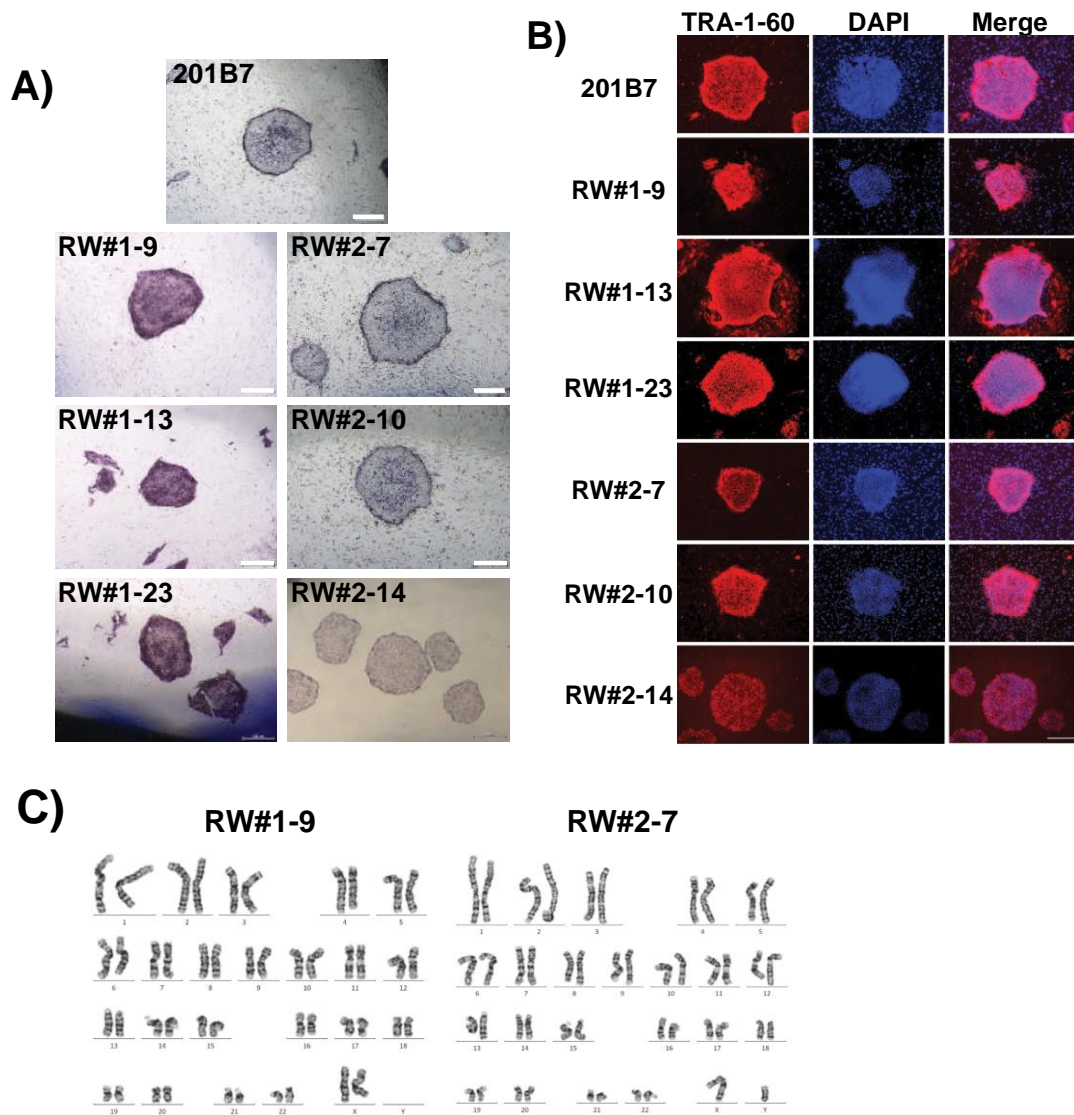 A)
201B7
RW#1-9
RW#2-7
RW#1-13
RW#2-10
RW#1-23
RW#2-14
B)
TRA-1-60 DAPI Merge
201B7
RW#1-9
RW#1-13
RW#1-23
RW#2-7
RW#2-10
RW#2-14
C)
RW#1-9 RW#2-7
1 2 3 4 5 1 2 3 4 5
6 7 8 9 10 11 12 6 7 8 9 10 11 12
13 14 15 16 17 18 13 14 15 16 17 18
19 20 21 22 X Y 19 20 21 22 X Y